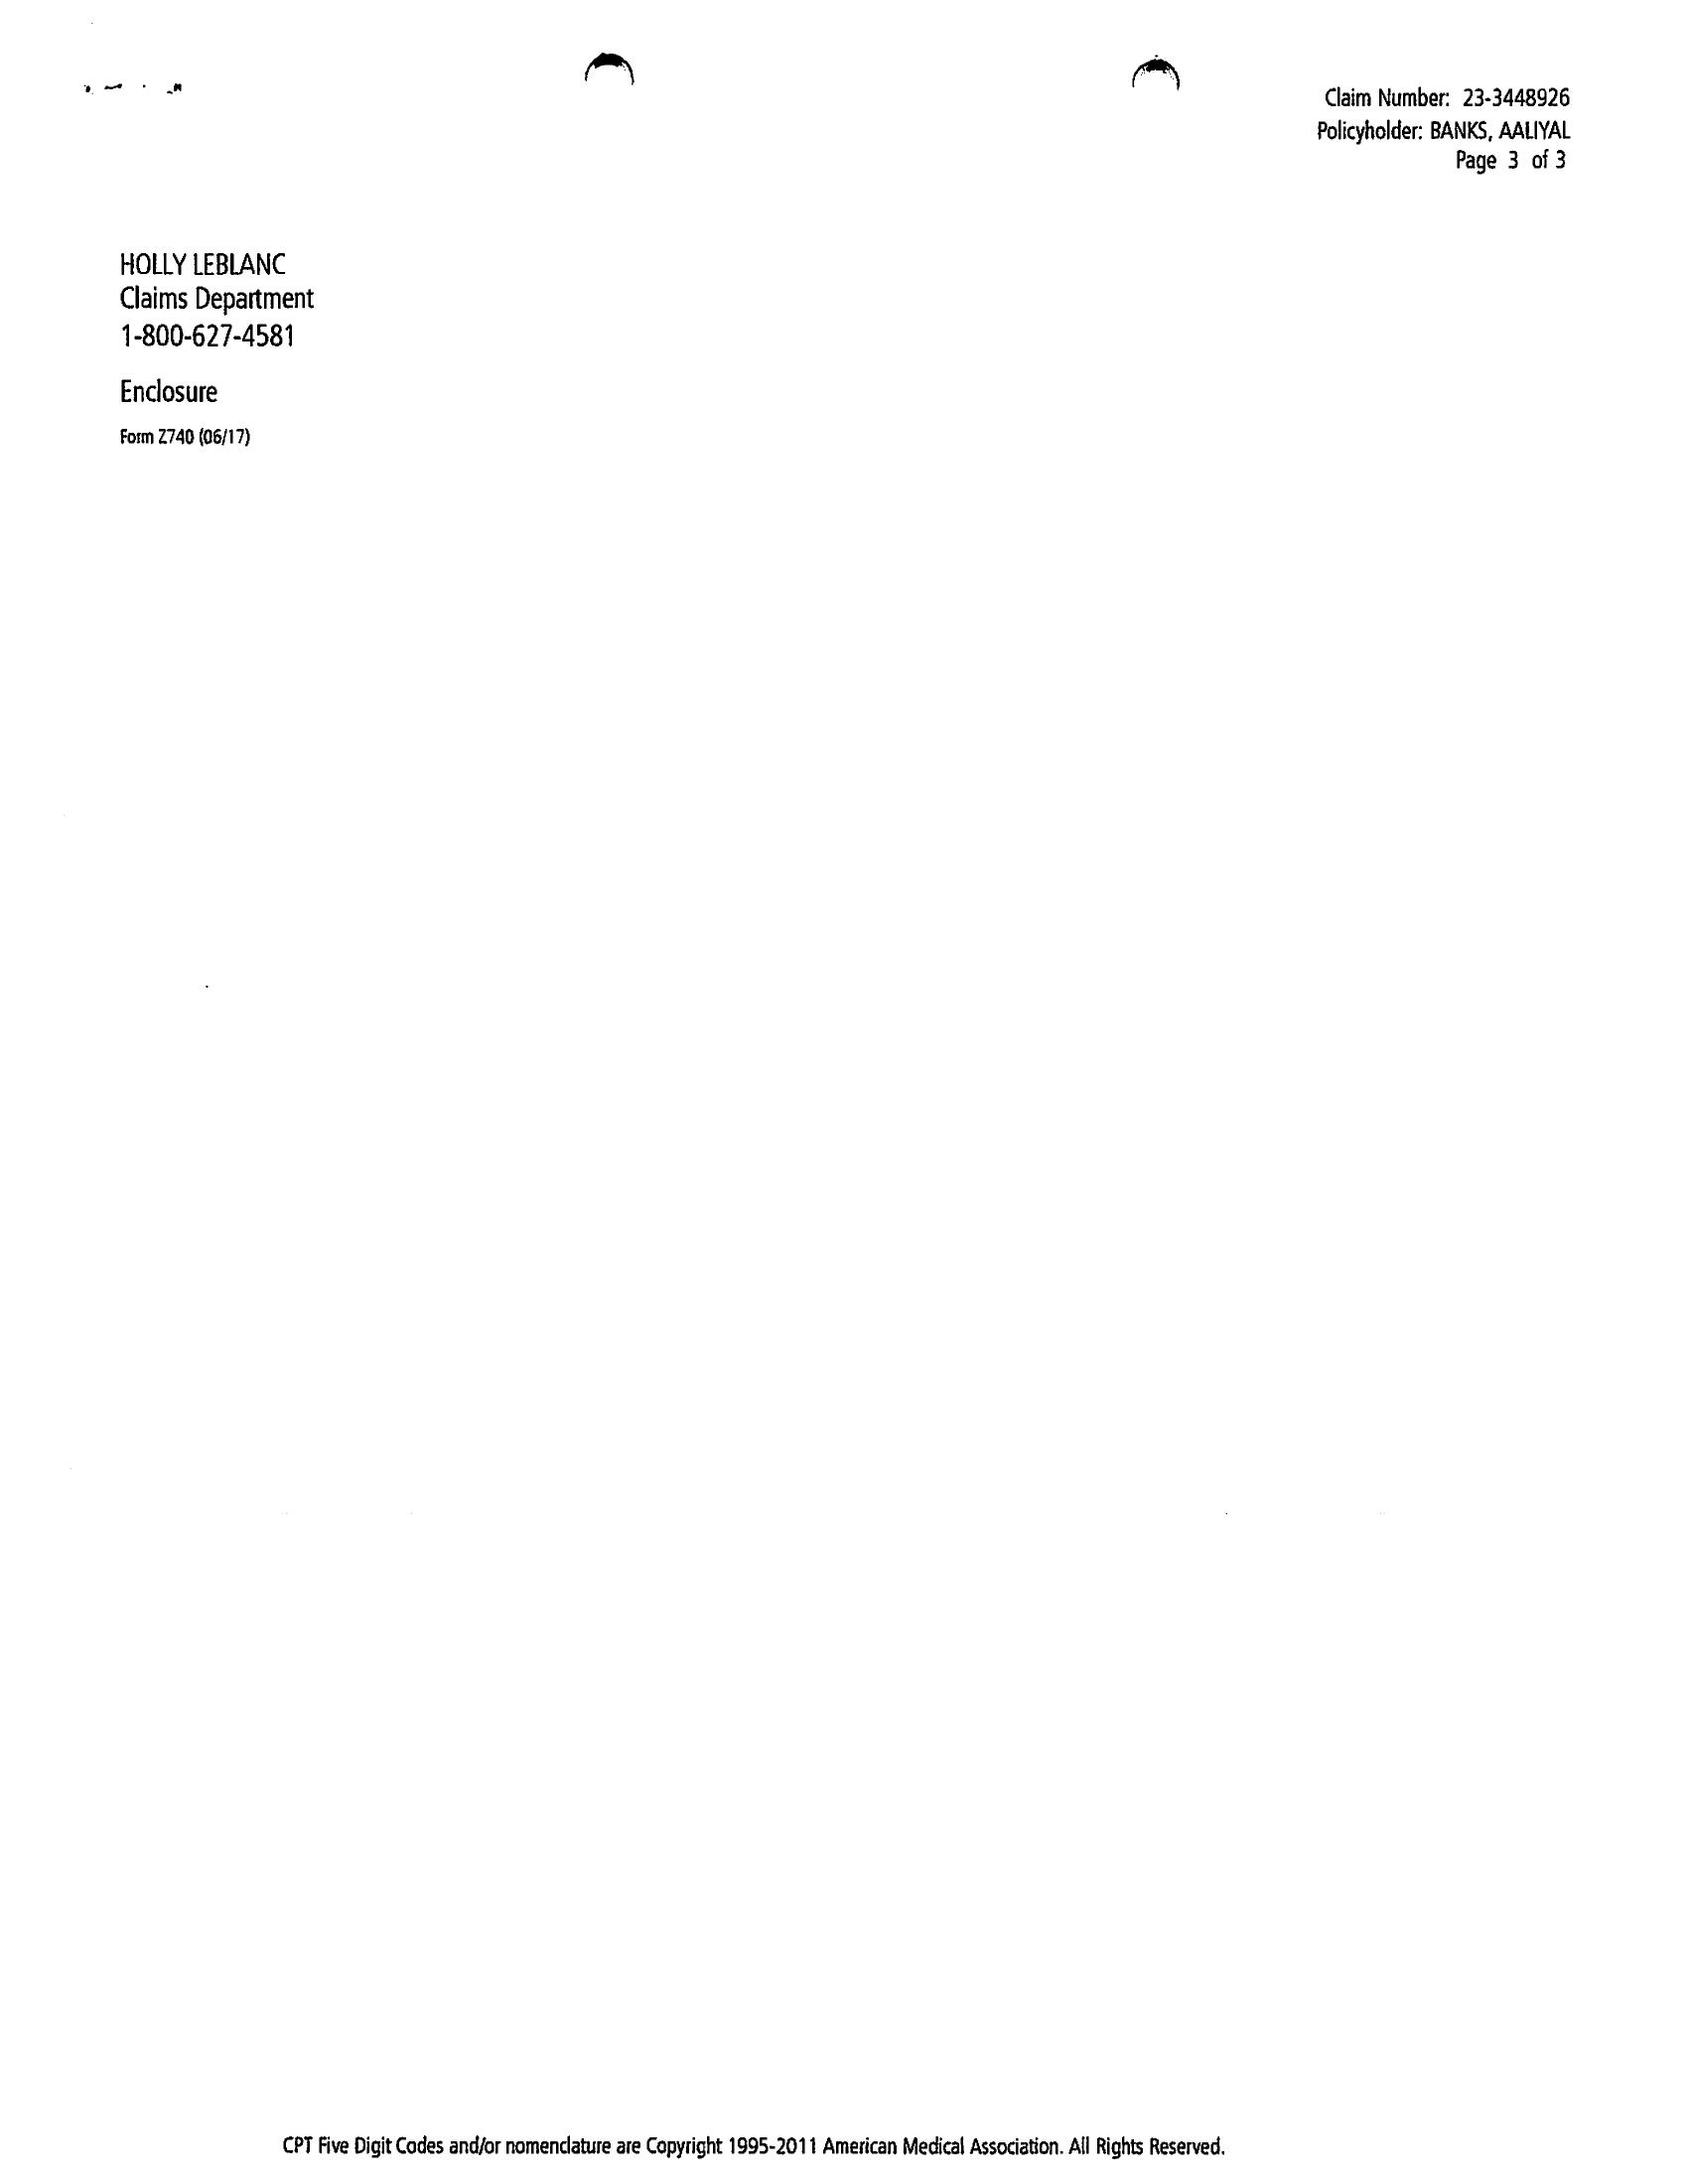 Claim Number: 23-3448926
Policyholder: BANKS, AALIYAL
Page 3 of 3
HOLLY LEBLANC
Claims Department
1-800-627-4581
Enclosure
Form Z740 (06/17)
CPT Five Digit Codes and/or nomenclature are Copyright 1995-2011 American Medical Association. All Rights Reserved.